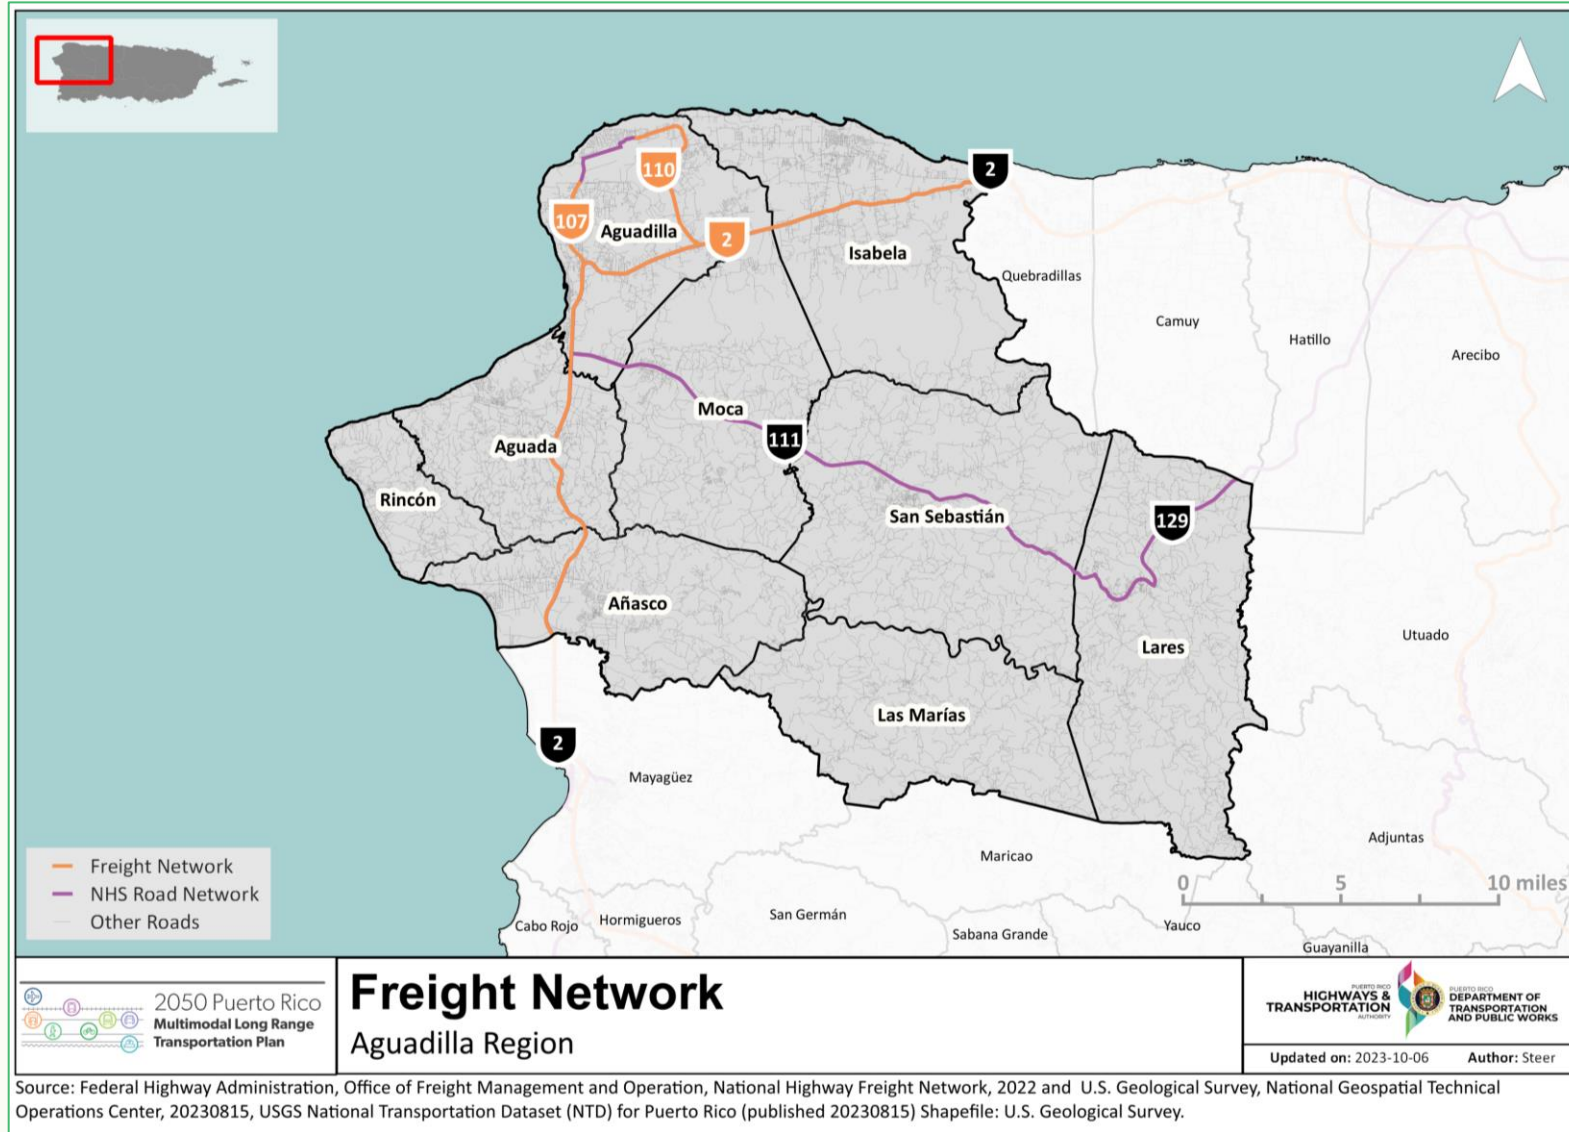 110
2
107
Aguadilla
2
Isabela
Quebradillas
Camuy
Hatillo
Arecibo
Moca
111
Aguada
Rincón
San Sebastián
129
Añasco
Lares
Utuado
Las Marías
2
Mayagüez
Adjuntas
Maricao
Freight Network
NHS Road Network
Other Roads
0 5 10 miles
Cabo Rojo
Hormigueros
San Germán
Sabana Grande
Yauco
Guayanilla
2050 Puerto Rico
Multimodal Long Range
Transportation Plan
Freight Network
Aguadilla Region
PUERTO RICO
HIGHWAYS &
TRANSPORTATION
AUTHORITY
PUERTO RICO
DEPARTMENT OF
TRANSPORTATION
AND PUBLIC WORKS
Updated on: 2023-10-06 Author: Steer
Source: Federal Highway Administration, Office of Freight Management and Operation, National Highway Freight Network, 2022 and U.S. Geological Survey, National Geospatial Technical
Operations Center, 20230815, USGS National Transportation Dataset (NTD) for Puerto Rico (published 20230815) Shapefile: U.S. Geological Survey.